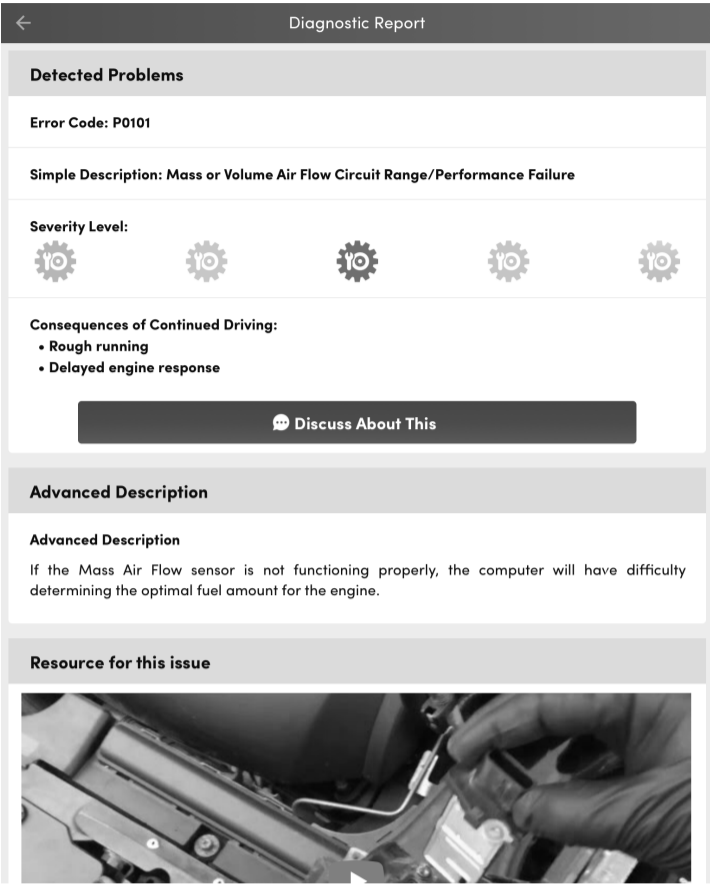 Diagnostic Report
Detected Problems
Error Code: P0101
Simple Description: Mass or Volume Air Flow Circuit Range/Performance Failure
Severity Level:
Consequences of Continued Driving:
• Rough running
• Delayed engine response
Discuss About This
Advanced Description
Advanced Description
If the Mass Air Flow sensor is not functioning properly, the computer will have difficulty
determining the optimal fuel amount for the engine.
Resource for this issue